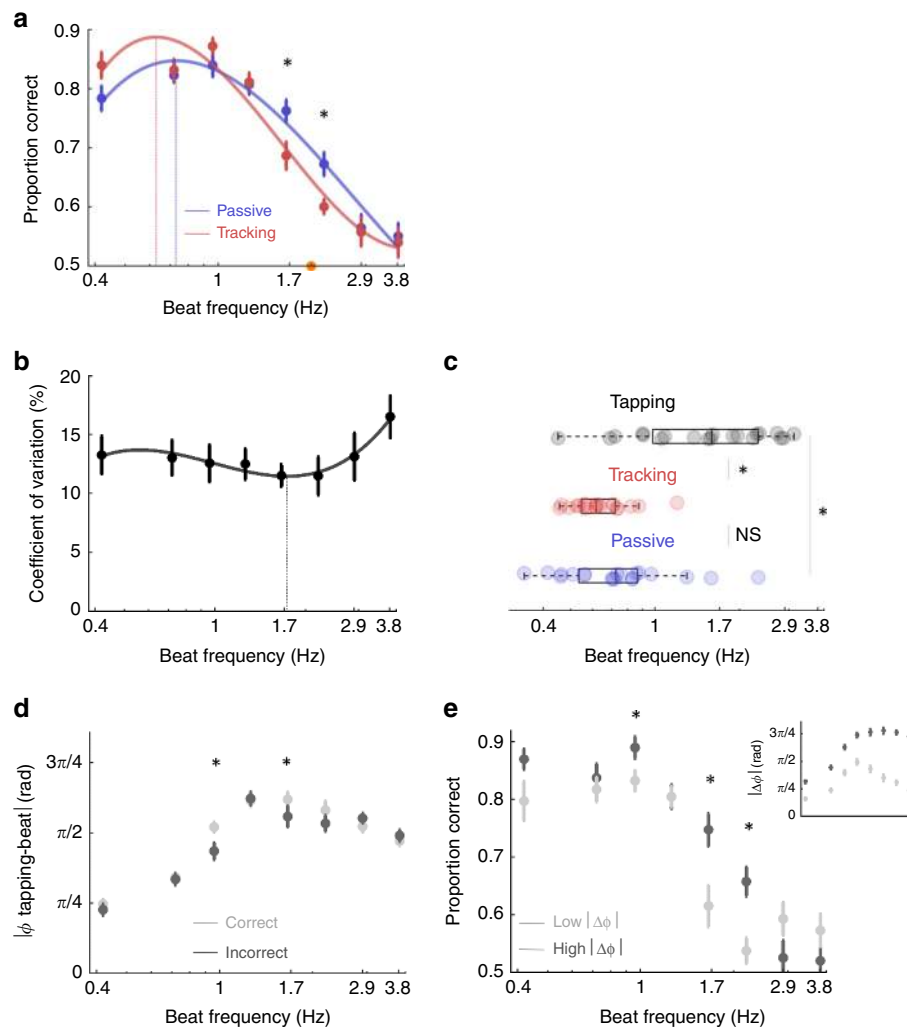 a
0.9
0.8
0.7
0.6
0.5
Proportion correct
*
*
Passive
Tracking
0.4 1 1.7 2.9 3.8
Beat frequency (Hz)
b
20
15
10
5
0
Coefficient of variation (%)
0.4 1 1.7 2.9 3.8
Beat frequency (Hz)
c
Tapping
*
Tracking
*
NS
Passive
0.4 1 1.7 2.9 3.8
Beat frequency (Hz)
d
3π/4
π/2
π/4
0
|ϕ tapping-beat| (rad)
* *
Correct
Incorrect
0.4 1 1.7 2.9 3.8
Beat frequency (Hz)
e
0.9
0.8
0.7
0.6
0.5
Proportion correct
*
*
*
Low |Δϕ|
High |Δϕ|
0.4 1 1.7 2.9 3.8
Beat frequency (Hz)
3π/4
π/2
π/4
0
|Δϕ| (rad)